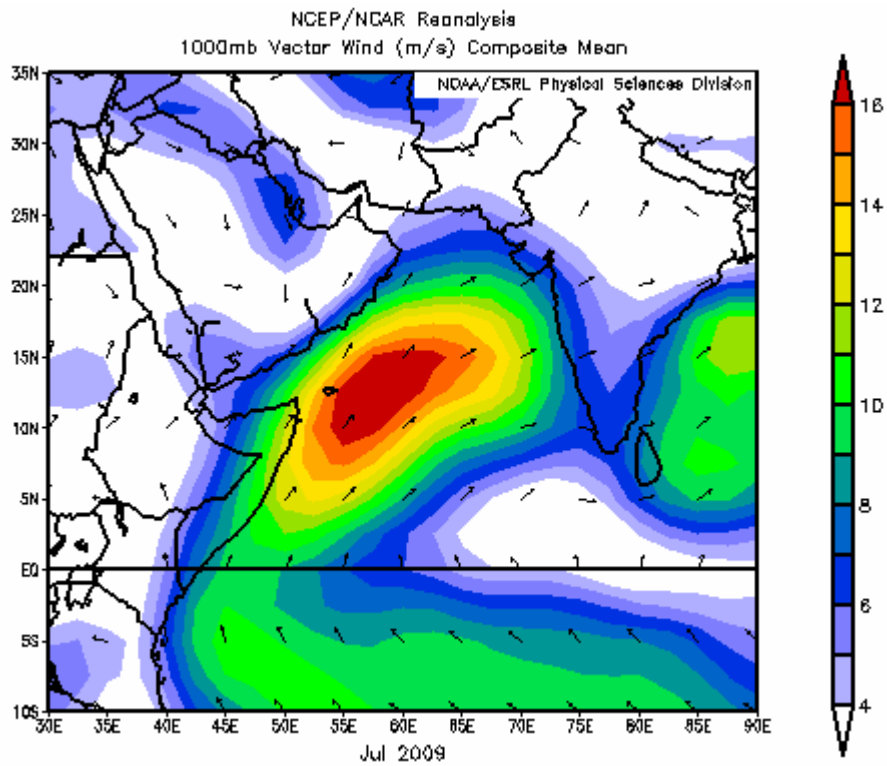 NCEP/NCAR Reanalysis
1000mb Vector Wind (m/s) Composite Mean
NOAA/ESRL Physical Sciences Division
35N
30N
25N
20N
15N
10N
5N
EQ
5S
10S
30E 35E 40E 45E 50E 55E 60E 65E 70E 75E 80E 85E 90E
Jul 2009
16
14
12
10
8
6
4